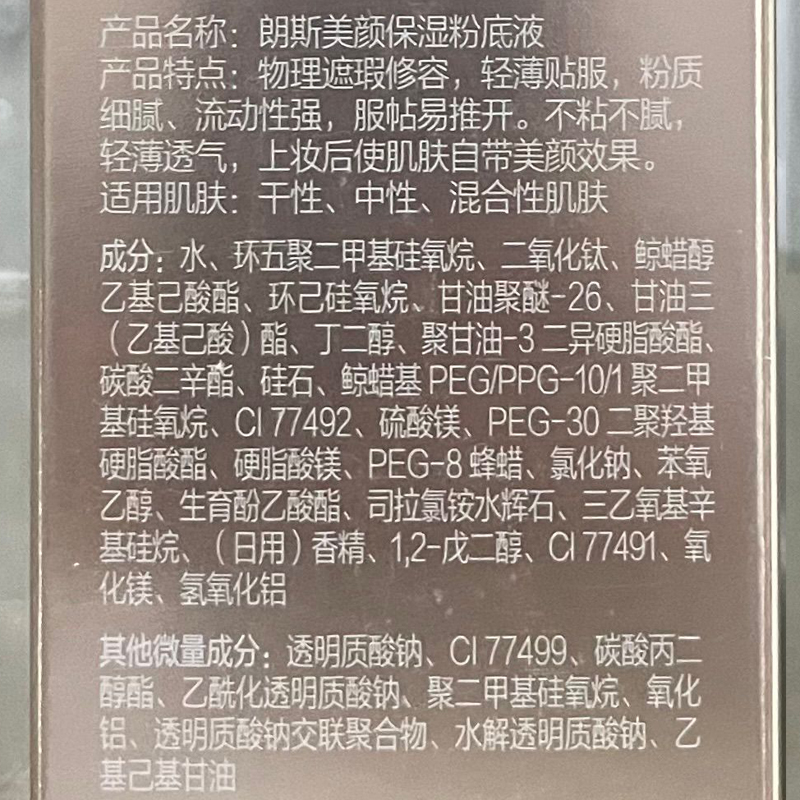 产品名称：朗斯美颜保湿粉底液
产品特点：物理遮瑕修容，轻薄贴服，粉质
细腻、流动性强，服帖易推开。不粘不腻，
轻薄透气，上妆后使肌肤自带美颜效果。
适用肌肤：干性、中性、混合性肌肤
成分：水、环五聚二甲基硅氧烷、二氧化钛、鲸蜡醇
乙基己酸酯、环己硅氧烷、甘油聚醚-26、甘油三
（乙基己酸）酯、丁二醇、聚甘油-3 二异硬脂酸酯、
碳酸二辛酯、硅石、鲸蜡基 PEG/PPG-10/1 聚二甲
基硅氧烷、CI 77492、硫酸镁、PEG-30 二聚羟基
硬脂酸酯、硬脂酸镁、PEG-8 蜂蜡、氯化钠、苯氧
乙醇、生育酚乙酸酯、司拉氯铵水辉石、三乙氧基辛
基硅烷、（日用）香精、1,2-戊二醇、CI 77491、氧
化镁、氢氧化铝
其他微量成分：透明质酸钠、CI 77499、碳酸丙二
醇酯、乙酰化透明质酸钠、聚二甲基硅氧烷、氧化
铝、透明质酸钠交联聚合物、水解透明质酸钠、乙
基己基甘油